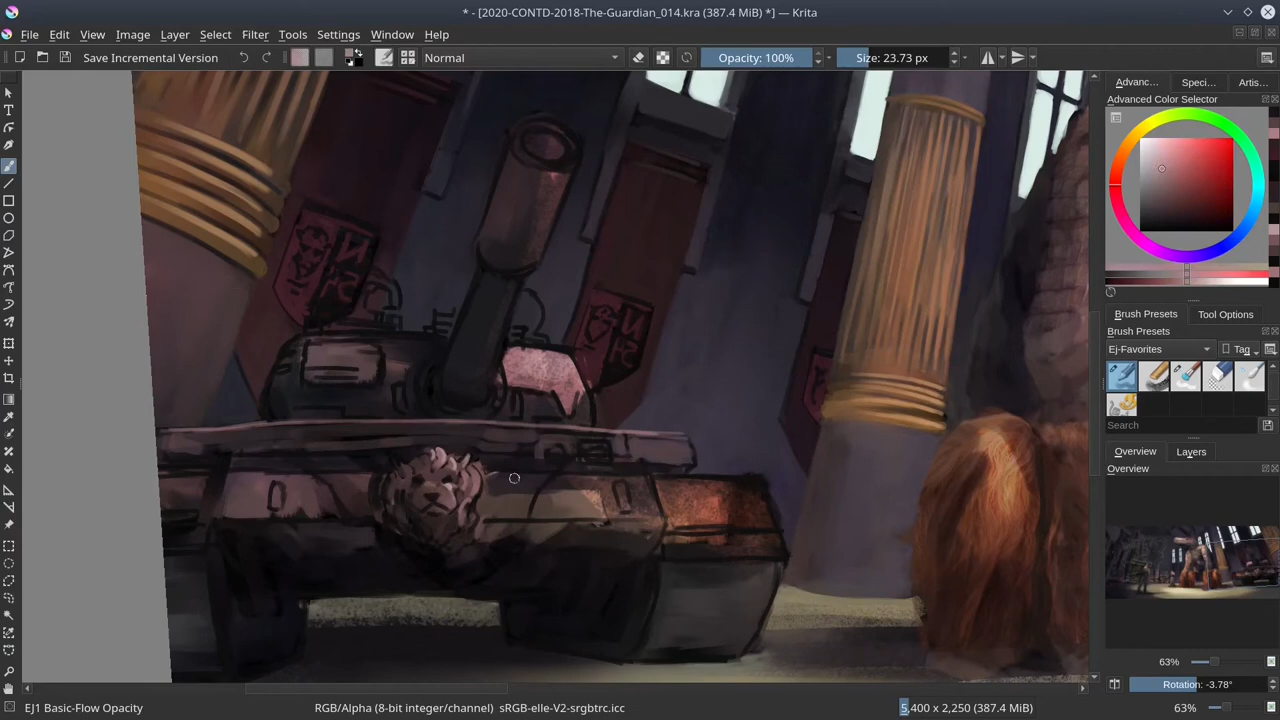 * - [2020-CONTD-2018-The-Guardian_014.kra (387.4 MiB) *] — Krita
File Edit View Image Layer Select Filter Tools Settings Window Help
Save Incremental Version Normal Opacity: 100% Size: 23.73 px
Advanc... Speci... Artis...
Advanced Color Selector
Brush Presets Tool Options
Brush Presets
Ej-Favorites Tag
Search
Overview Layers
Overview
63%
Rotation: -3.78°
EJ1 Basic-Flow Opacity RGB/Alpha (8-bit integer/channel) sRGB-elle-V2-srgbtrc.icc 5,400 x 2,250 (387.4 MiB) 63%